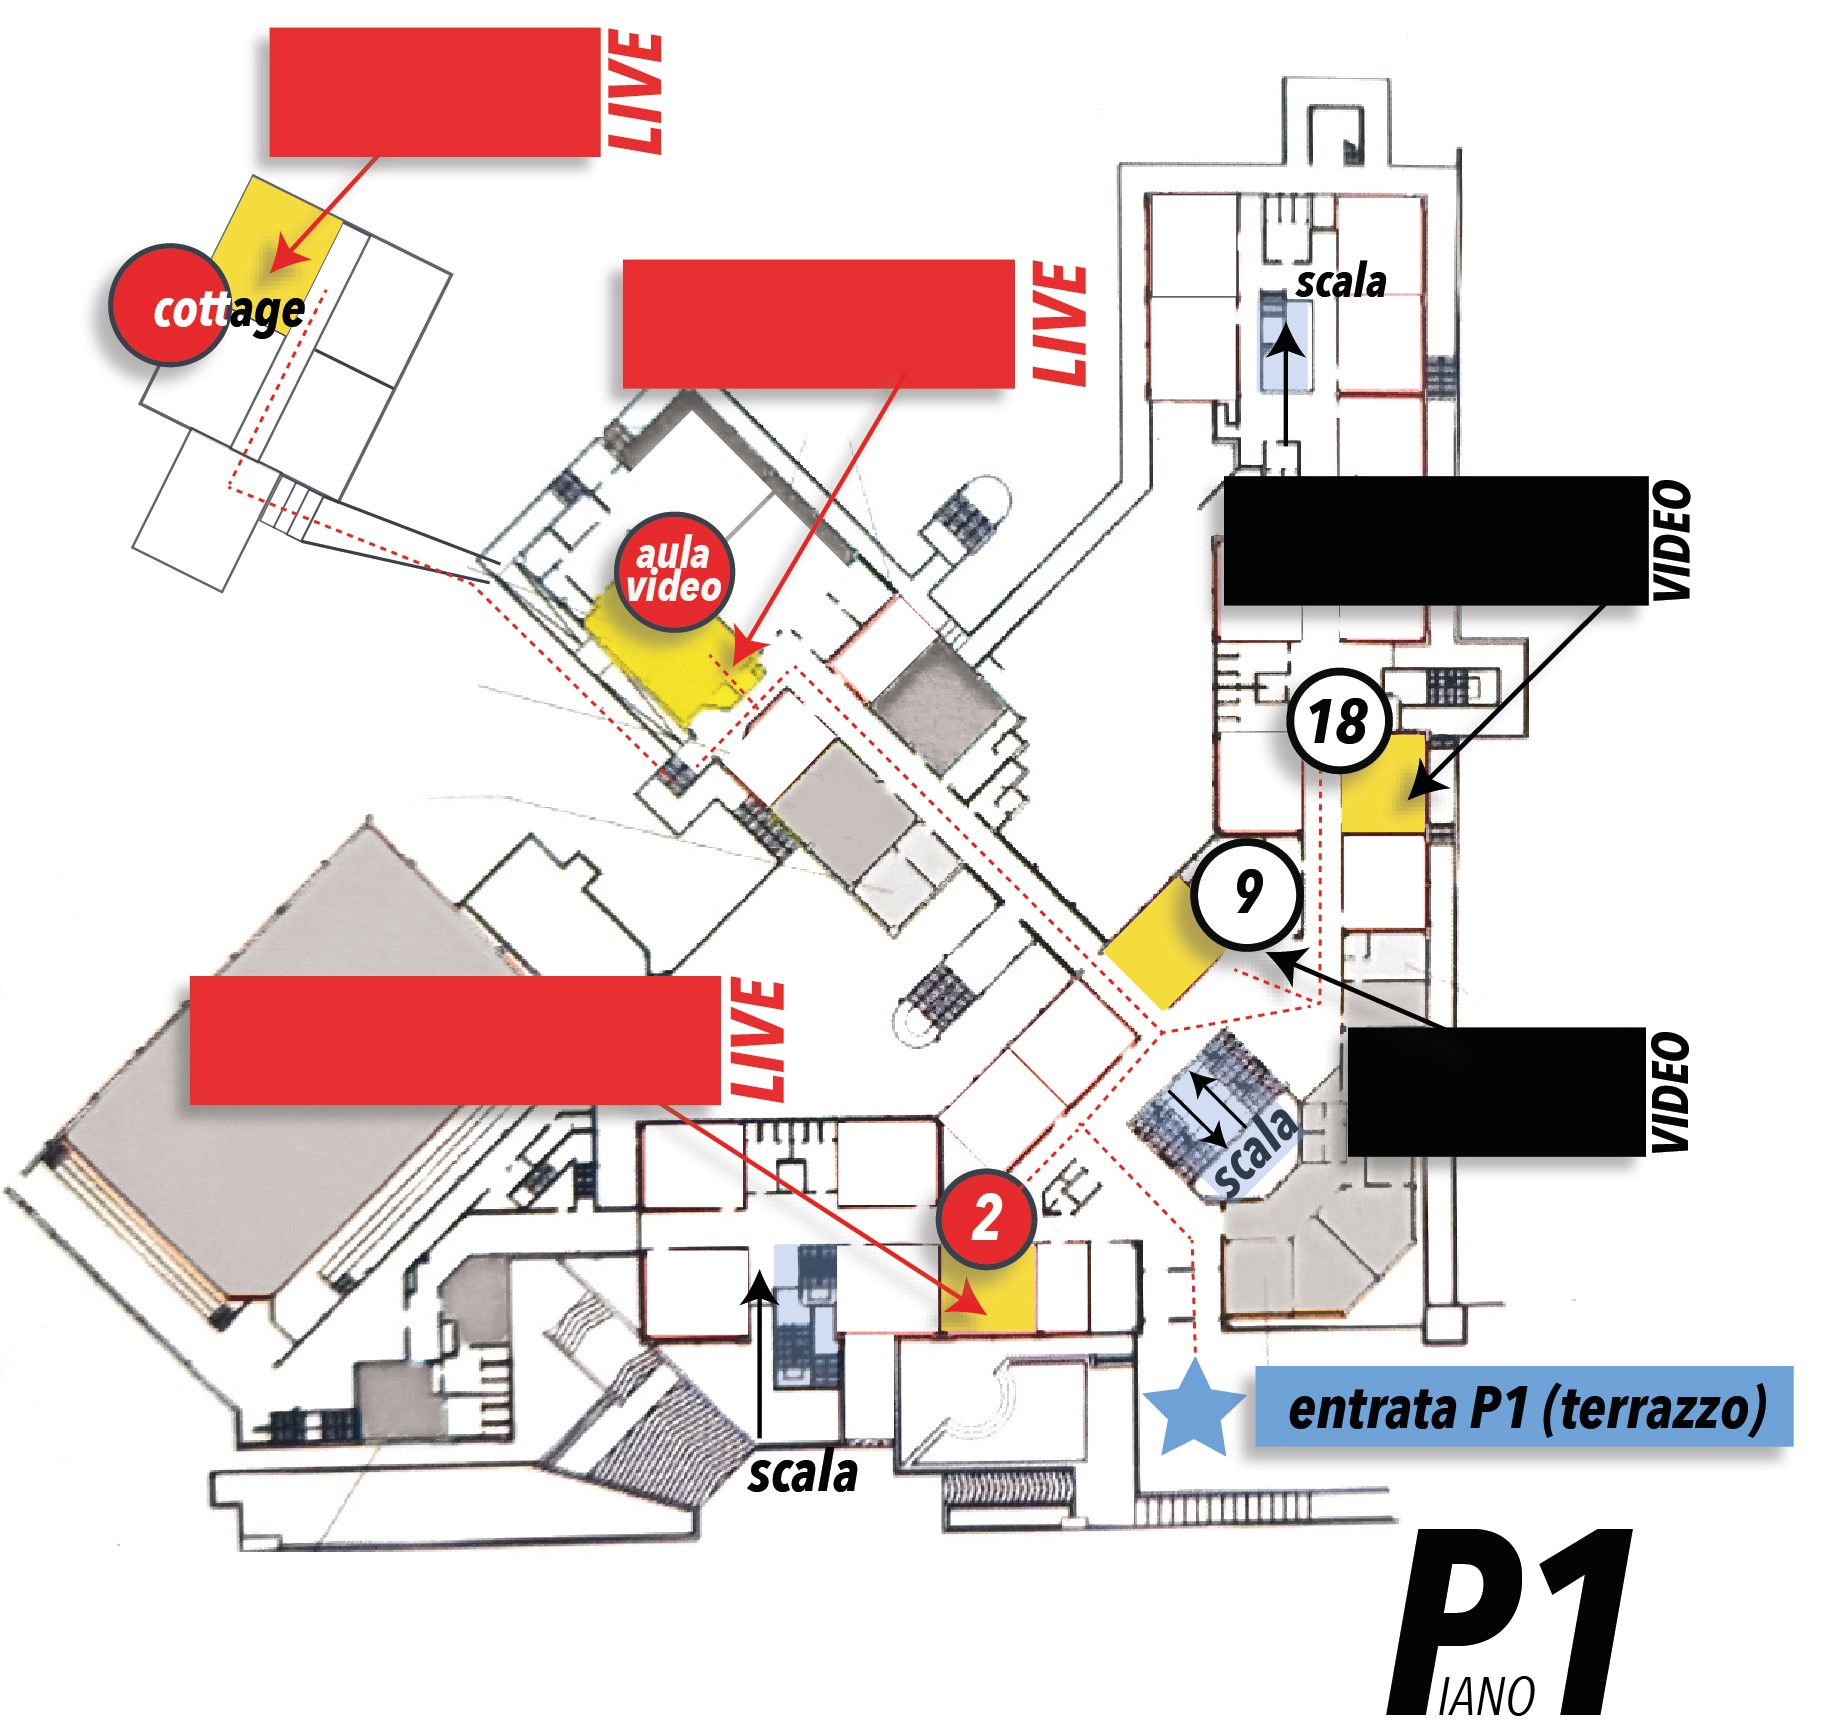 LIVE
cottage
LIVE
scala
aula
video
VIDEO
18
9
LIVE
VIDEO
scala
2
entrata P1 (terrazzo)
scala
P1
IANO